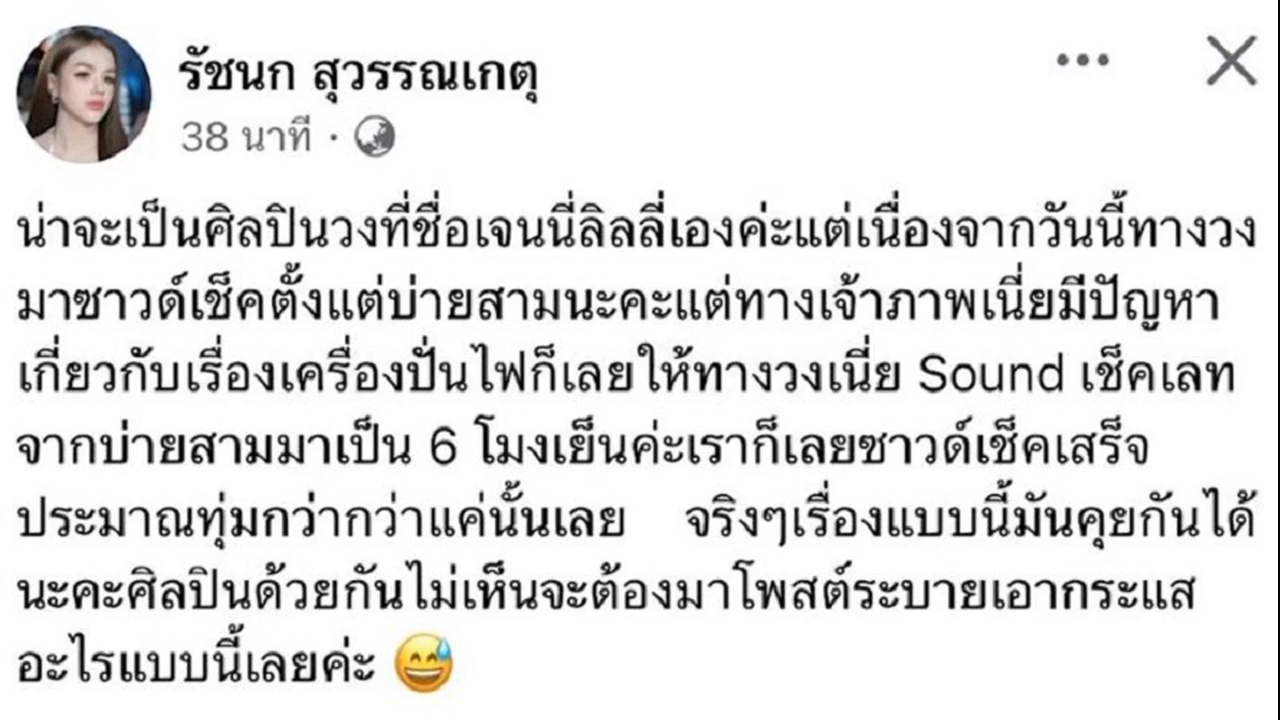 รัชนก สุวรรณเกตุ
38 นาที ·
น่าจะเป็นศิลปินวงที่ชื่อเจนนี่ลิลลี่เองค่ะแต่เนื่องจากวันนี้ทางวง
มาซาวด์เช็คตั้งแต่บ่ายสามนะคะแต่ทางเจ้าภาพเนี่ยมีปัญหา
เกี่ยวกับเรื่องเครื่องปั่นไฟก็เลยให้ทางวงเนี่ย Sound เช็คเลท
จากบ่ายสามมาเป็น 6 โมงเย็นค่ะเราก็เลยซาวด์เช็คเสร็จ
ประมาณทุ่มกว่ากว่าแค่นั้นเลย จริงๆเรื่องแบบนี้มันคุยกันได้
นะคะศิลปินด้วยกันไม่เห็นจะต้องมาโพสต์ระบายเอากระแส
อะไรแบบนี้เลยค่ะ 😅